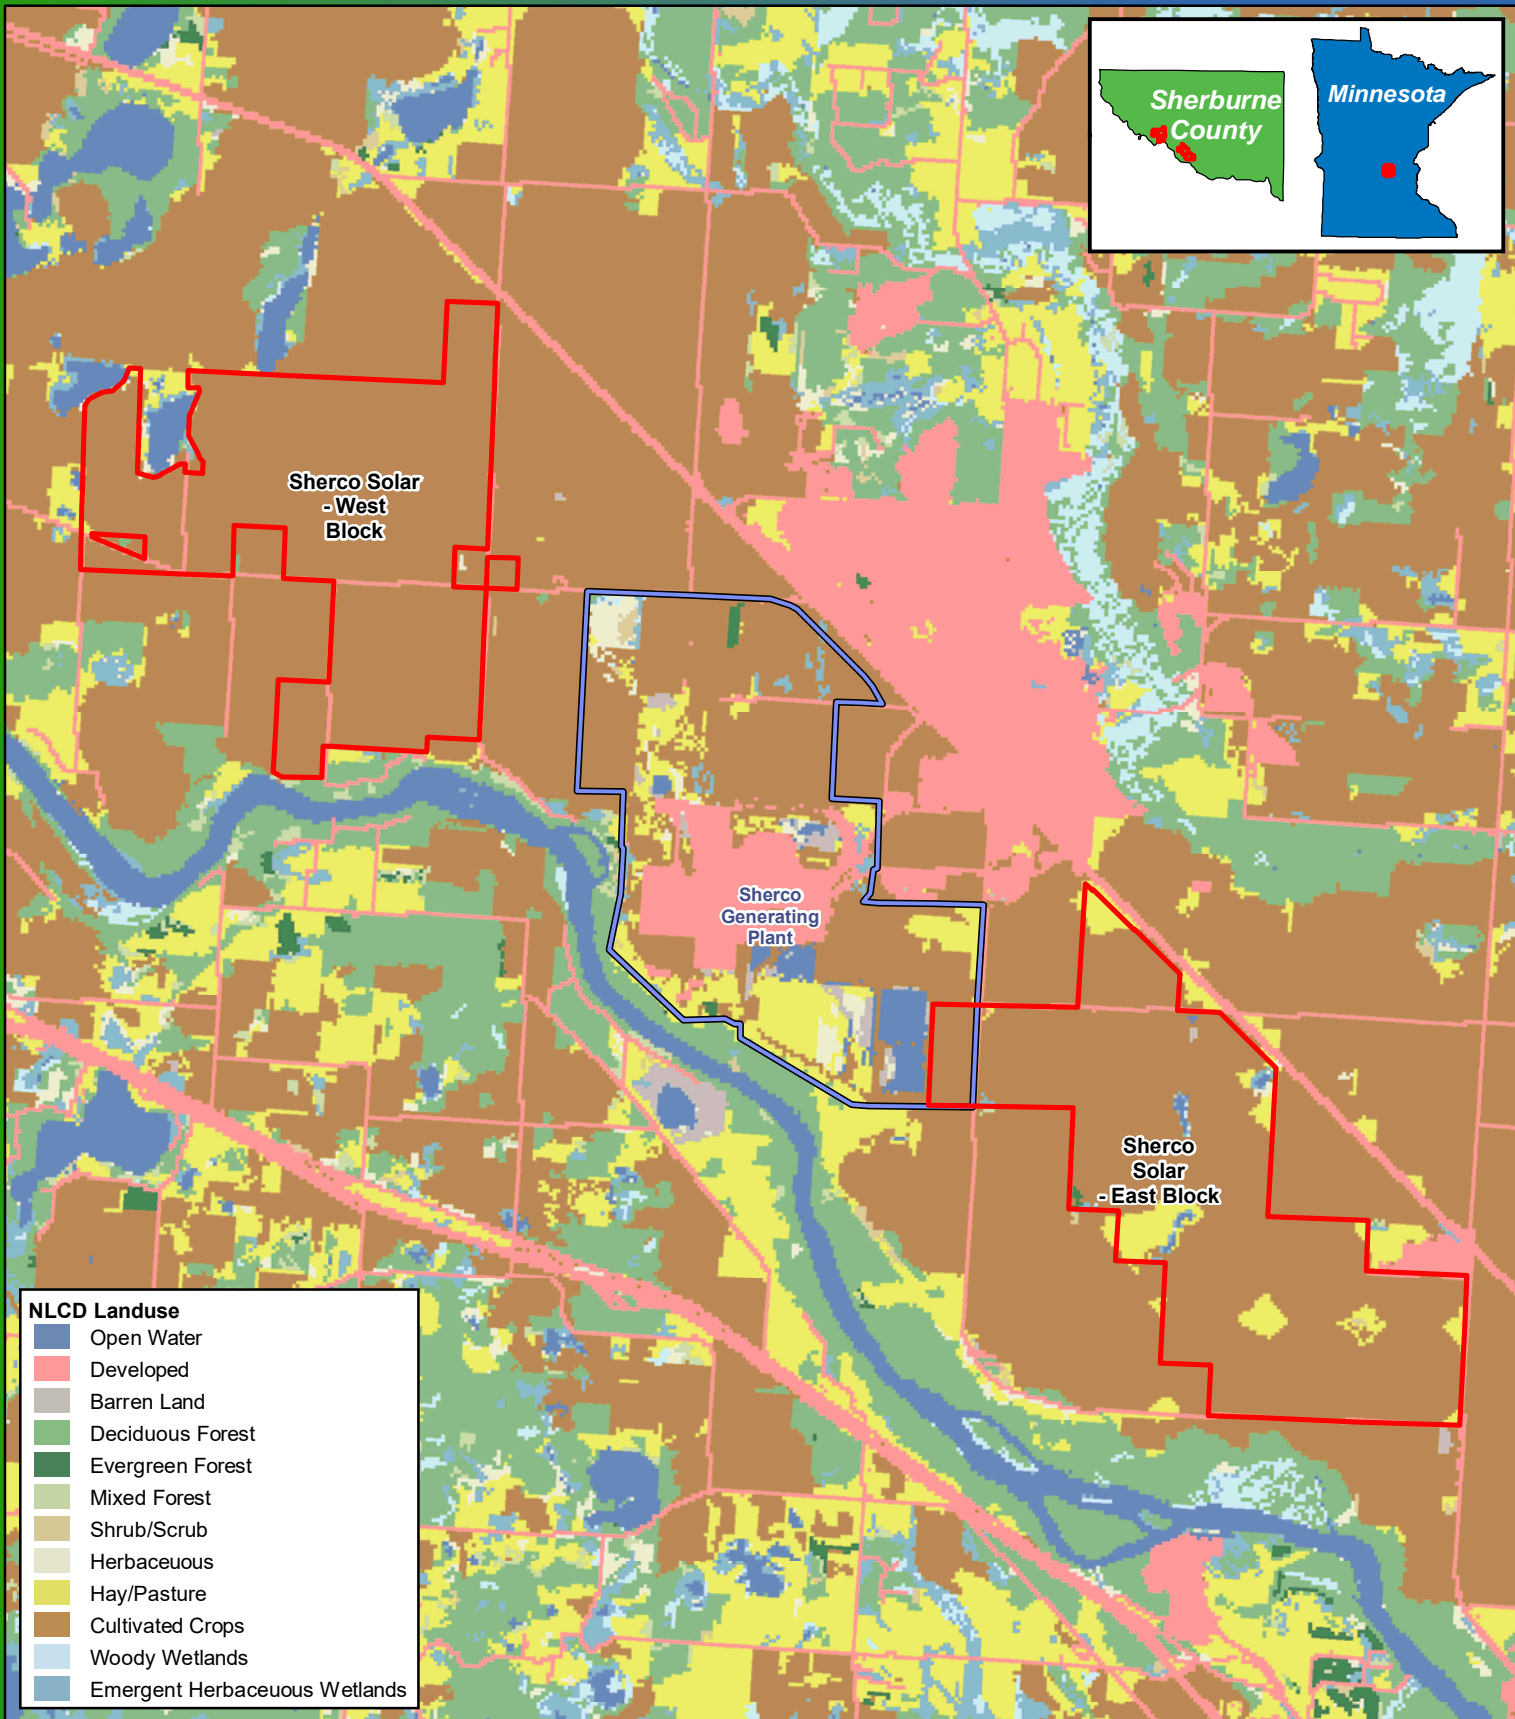 Sherburne
County
Minnesota
Sherco Solar
- West
Block
Sherco
Generating
Plant
Sherco
Solar
- East Block
NLCD Landuse
Open Water
Developed
Barren Land
Deciduous Forest
Evergreen Forest
Mixed Forest
Shrub/Scrub
Herbaceuous
Hay/Pasture
Cultivated Crops
Woody Wetlands
Emergent Herbaceuous Wetlands